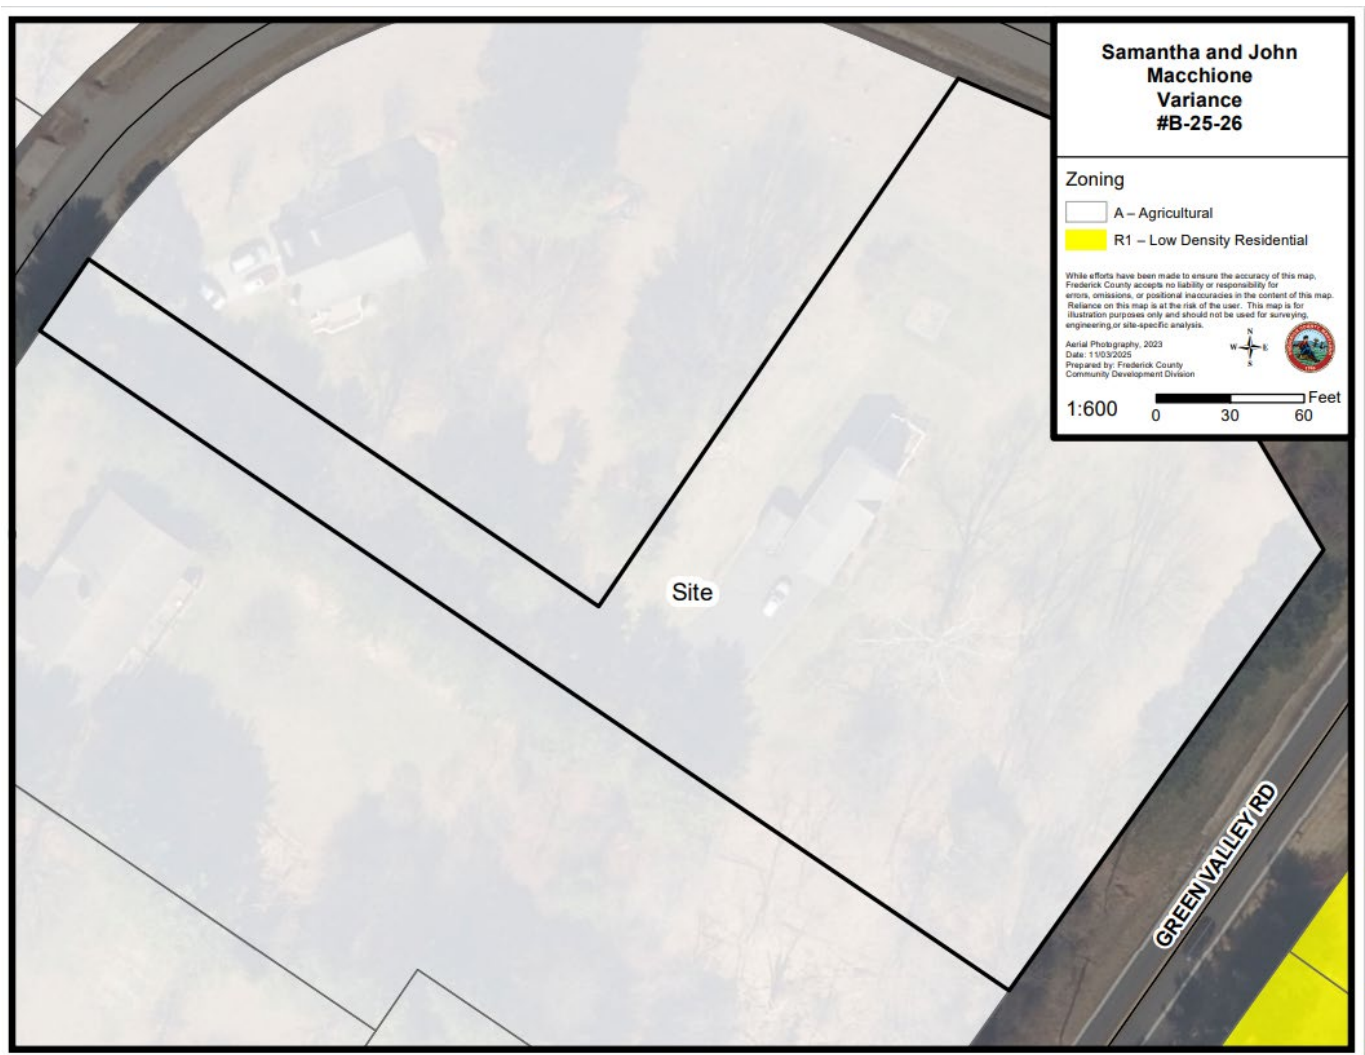 Samantha and John
Macchione
Variance
#B-25-26
Zoning
A – Agricultural
R1 – Low Density Residential
While efforts have been made to ensure the accuracy of this map,
Frederick County accepts no liability or responsibility for
errors, omissions, or positional inaccuracies in the content of this map.
Reliance on this map is at the risk of the user. This map is for
illustration purposes only and should not be used for surveying,
engineering,or site-specific analysis.
Aerial Photography, 2023
Date: 11/03/2025
Prepared by: Frederick County
Community Development Division
N
W E
S
1:600
Feet
0 30 60
Site
GREEN VALLEY RD